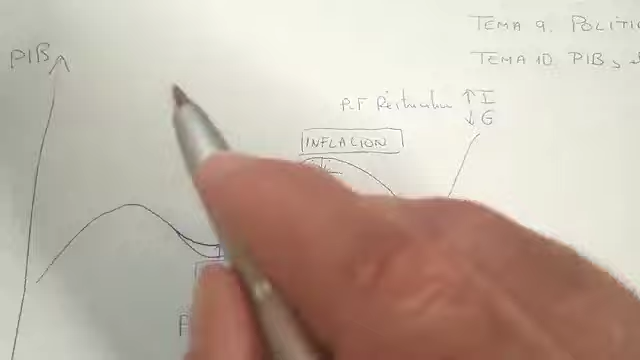 TEMA 9. POLITI
TEMA 10. PIB y
PIB
P.F Restrictiva ↑ I
↓ G
INFLACION